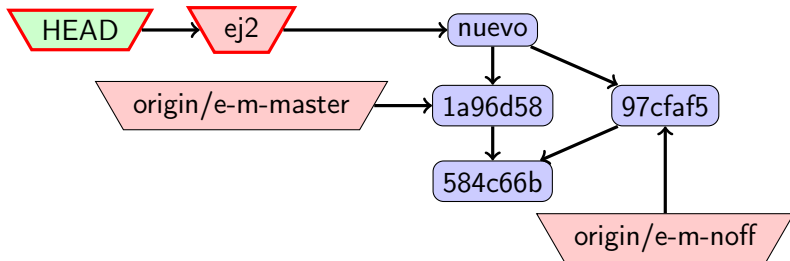 HEAD
ej2
nuevo
origin/e-m-master
1a96d58
97cfaf5
584c66b
origin/e-m-noff